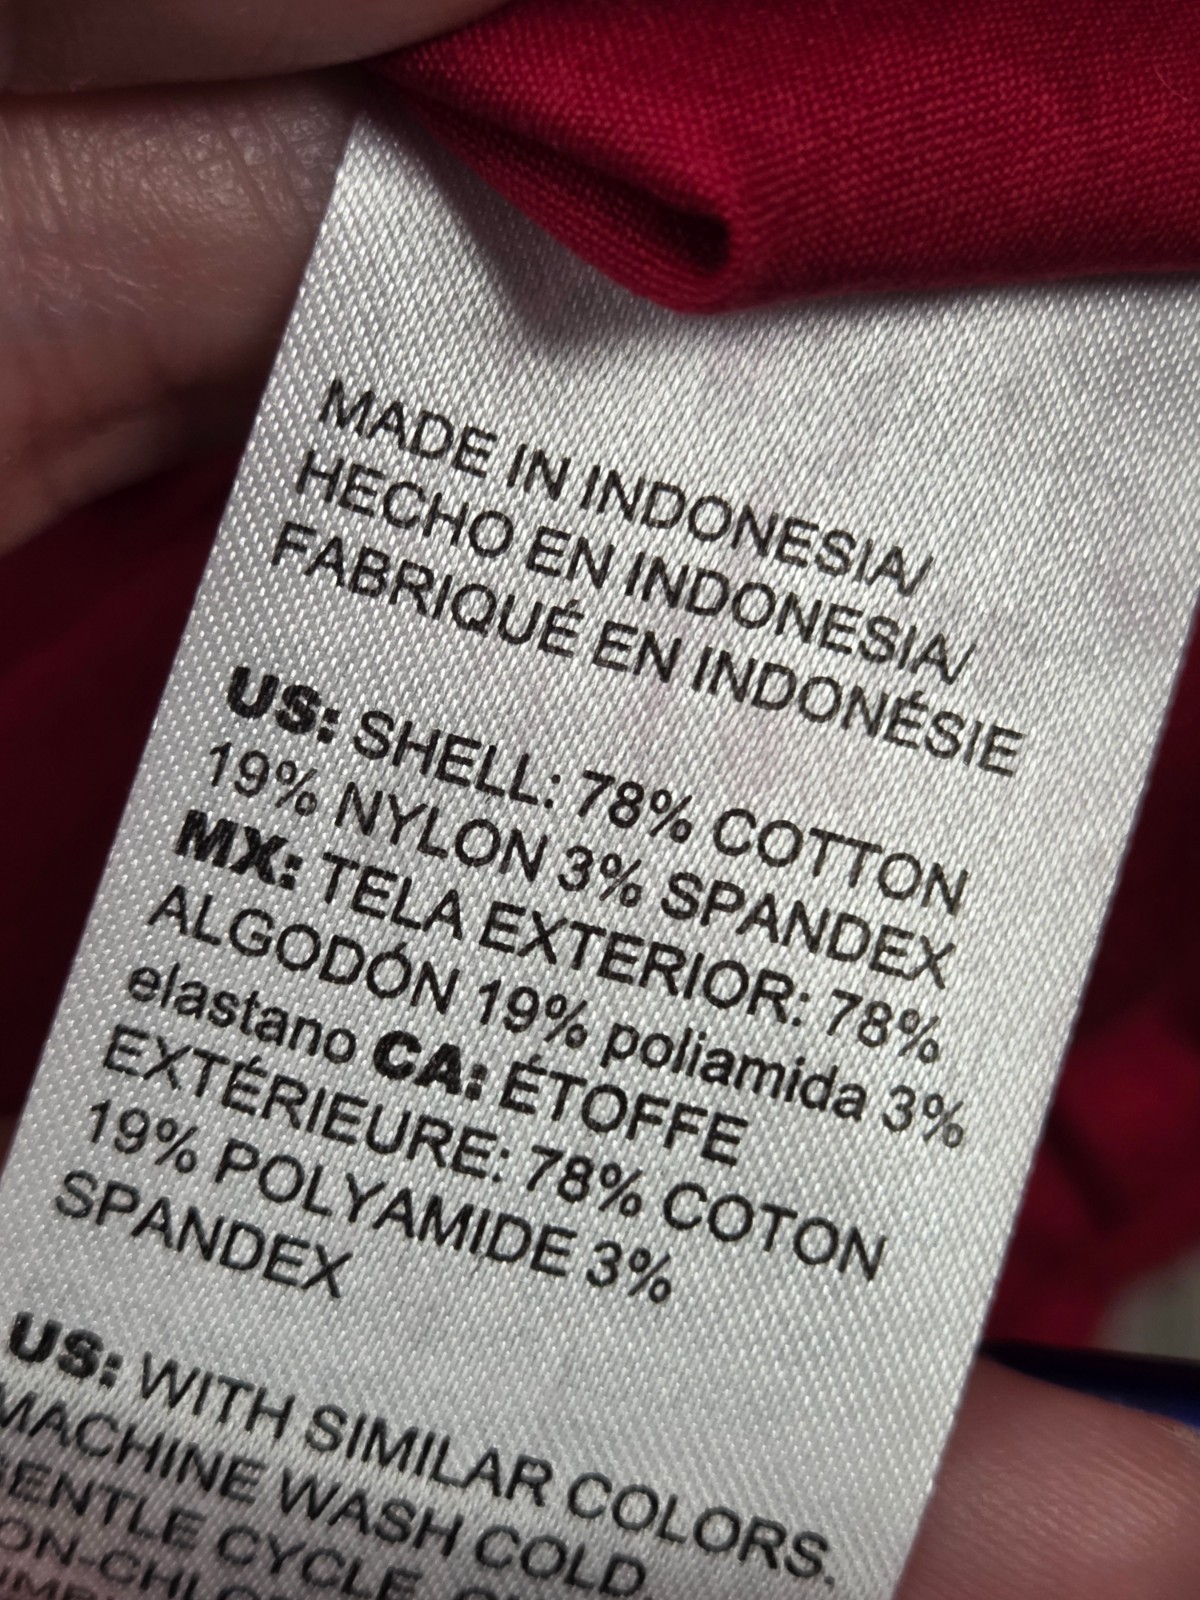 MADE IN INDONESIA/
HECHO EN INDONESIA/
FABRIQUÉ EN INDONÉSIE
US: SHELL: 78% COTTON
19% NYLON 3% SPANDEX
MX: TELA EXTERIOR: 78%
ALGODÓN 19% poliamida 3%
elastano CA: ÉTOFFE
EXTÉRIEURE: 78% COTON
19% POLYAMIDE 3%
SPANDEX
US: WITH SIMILAR COLORS.
MACHINE WASH COLD,
CYCLE